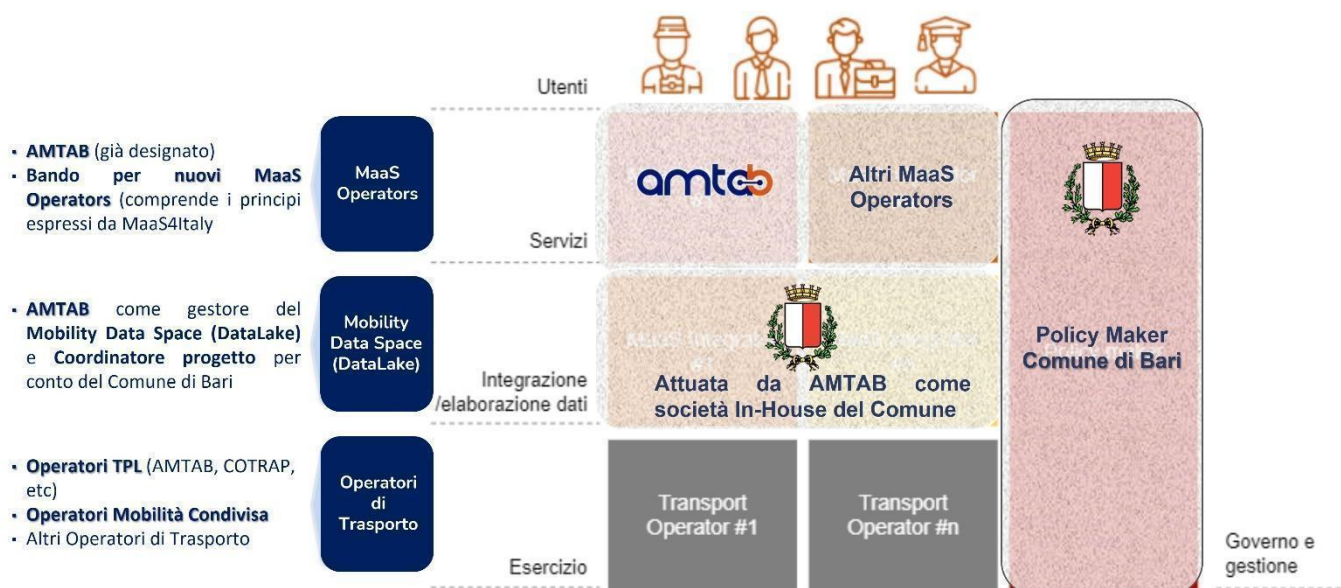 Utenti
▪ AMTAB (già designato)
▪ Bando per nuovi MaaS
Operators (comprende i principi
espressi da MaaS4Italy
MaaS
Operators
amtab
Altri MaaS
Operators
Servizi
▪ AMTAB come gestore del
Mobility Data Space (DataLake)
e Coordinatore progetto per
conto del Comune di Bari
Mobility
Data Space
(DataLake)
Integrazione
/elaborazione dati
Attuata da AMTAB come
società In-House del Comune
Policy Maker
Comune di Bari
▪ Operatori TPL (AMTAB, COTRAP,
etc)
▪ Operatori Mobilità Condivisa
▪ Altri Operatori di Trasporto
Operatori
di
Trasporto
Transport
Operator #1
Transport
Operator #n
Esercizio
Governo e
gestione